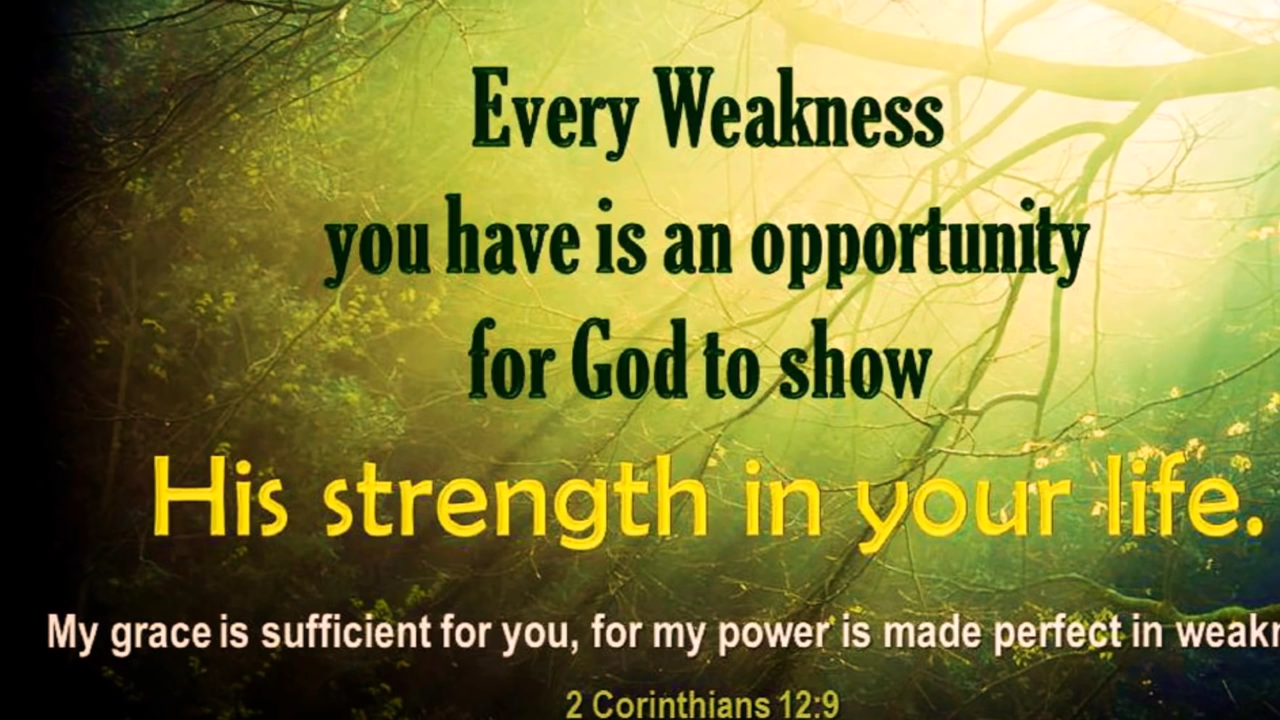 Every Weakness
you have is an opportunity
for God to show
His strength in your life.
My grace is sufficient for you, for my power is made perfect in weakn
2 Corinthians 12:9